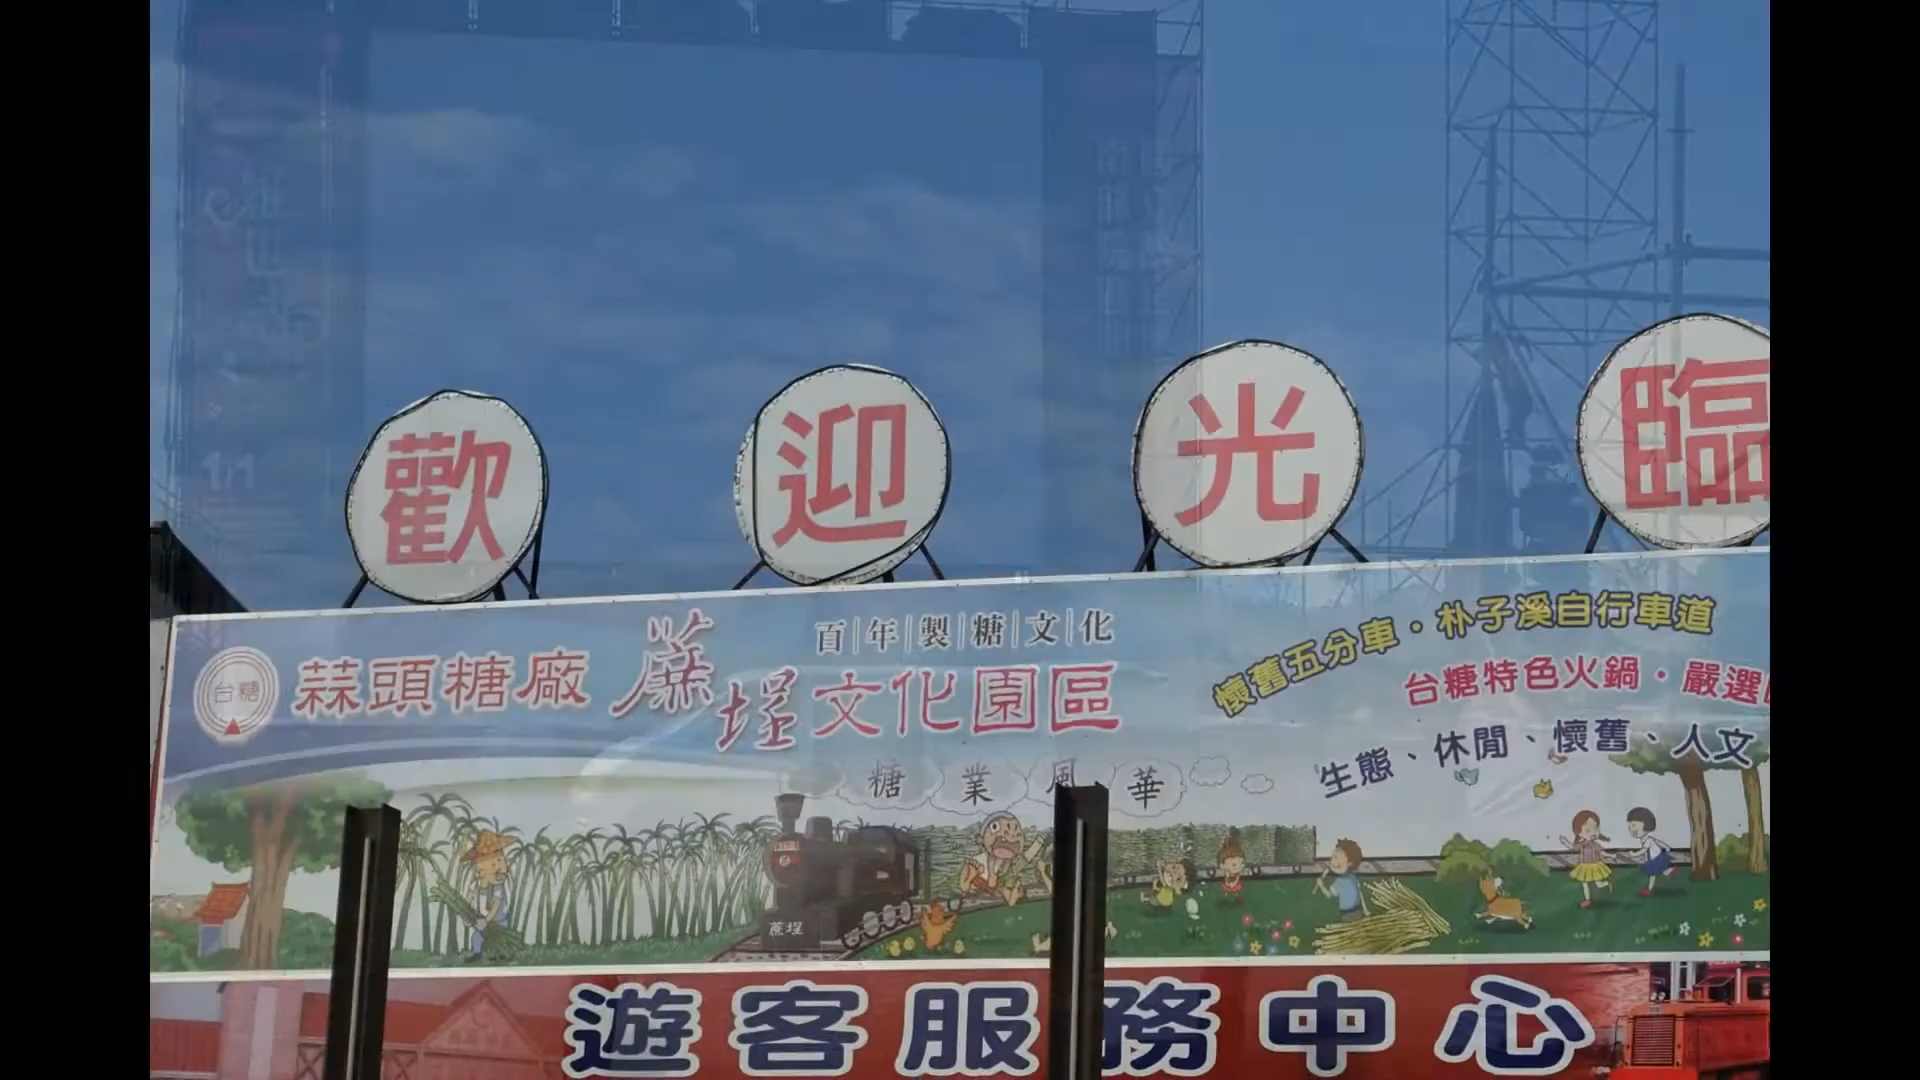 歡迎光臨
百年製糖文化
台糖
蒜頭糖廠 蔗埕文化園區
懷舊五分車·朴子溪自行車道
台糖特色火鍋·嚴選
生態、休閒、懷舊、人文
糖業風華
蔗埕
遊客服務中心